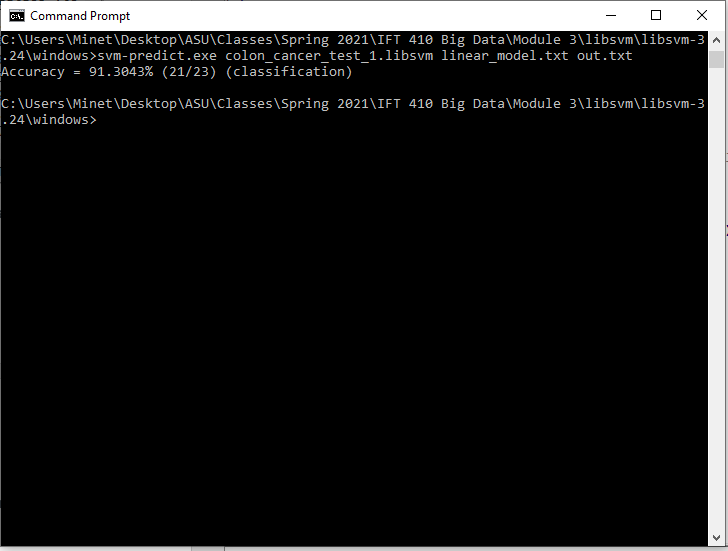 Command Prompt
C:\Users\Minet\Desktop\ASU\Classes\Spring 2021\IFT 410 Big Data\Module 3\libsvm\libsvm-3
.24\windows>svm-predict.exe colon_cancer_test_1.libsvm linear_model.txt out.txt
Accuracy = 91.3043% (21/23) (classification)
C:\Users\Minet\Desktop\ASU\Classes\Spring 2021\IFT 410 Big Data\Module 3\libsvm\libsvm-3
.24\windows>